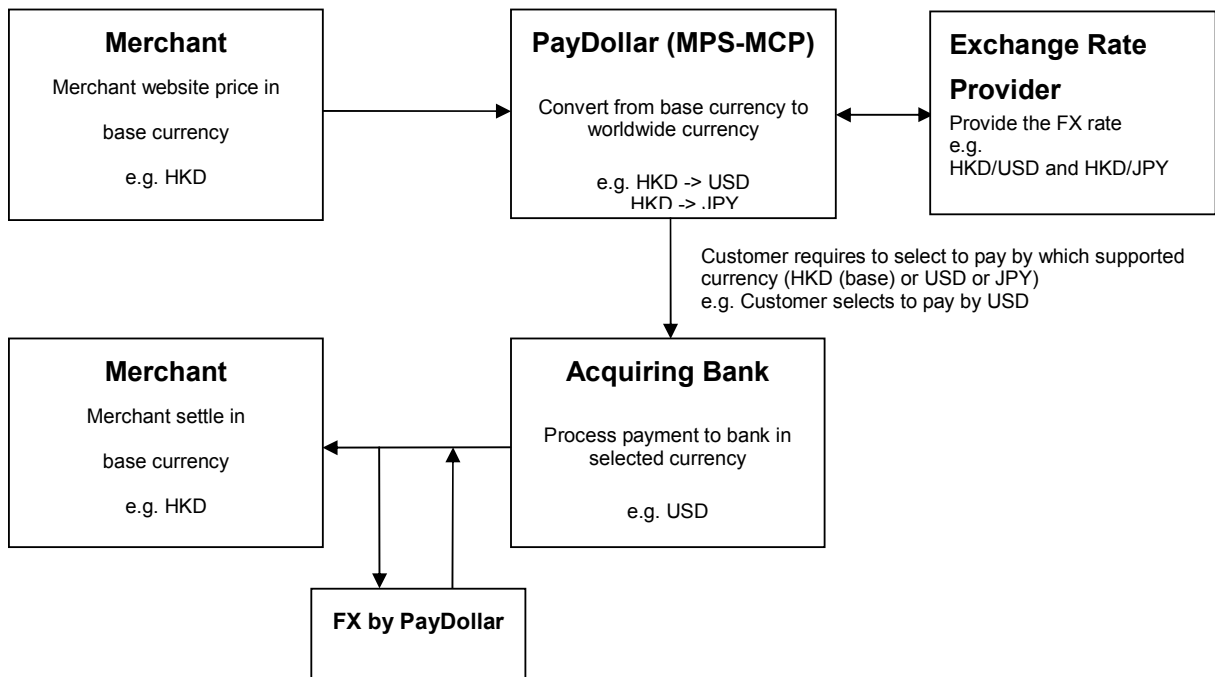 Merchant
Merchant website price in
base currency
e.g. HKD
PayDollar (MPS-MCP)
Convert from base currency to
worldwide currency
e.g. HKD -> USD
HKD -> JPY
Exchange Rate
Provider
Provide the FX rate
e.g.
HKD/USD and HKD/JPY
Customer requires to select to pay by which supported
currency (HKD (base) or USD or JPY)
e.g. Customer selects to pay by USD
Merchant
Merchant settle in
base currency
e.g. HKD
Acquiring Bank
Process payment to bank in
selected currency
e.g. USD
FX by PayDollar